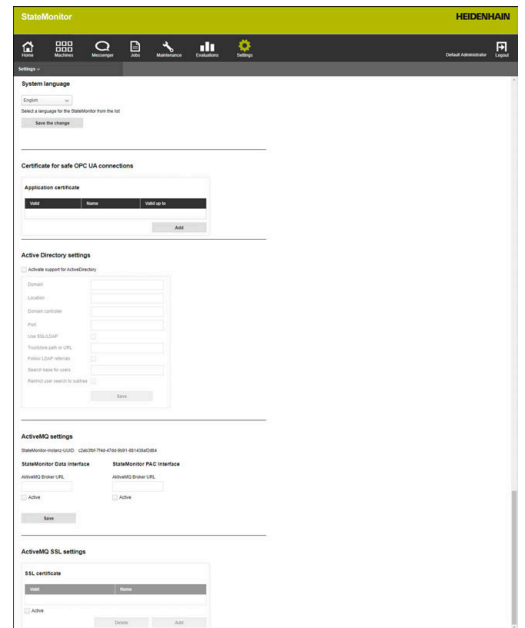 StateMonitor
HEIDENHAIN
Home
Machines
Messenger
Jobs
Maintenance
Evaluations
Settings
Default Administrator
Logout
Settings
System language
English
Select a language for the StateMonitor from the list
Save the change
Certificate for safe OPC UA connections
Application certificate
Valid Name Valid up to
Add
Active Directory settings
Activate support for ActiveDirectory
Domain
Location
Domain controller
Port
Use SSL/LDAP
Truststore path or URL
Follow LDAP referrals
Search base for users
Restrict user search to subtree
Save
ActiveMQ settings
StateMonitor-Instanz-UUID:
StateMonitor Data Interface StateMonitor PAC Interface
ActiveMQ Broker URL ActiveMQ Broker URL
Active Active
Save
ActiveMQ SSL settings
SSL certificate
Valid Name
Active
Delete Add